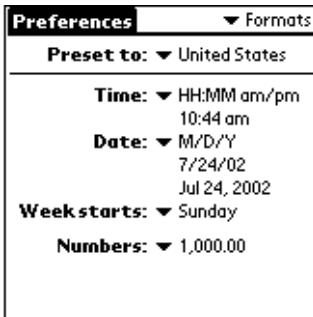 Preferences ▼ Formats
Preset to: ▼ United States
Time: ▼ HH:MM am/pm
10:44 am
Date: ▼ M/D/Y
7/24/02
Jul 24, 2002
Week starts: ▼ Sunday
Numbers: ▼ 1,000.00